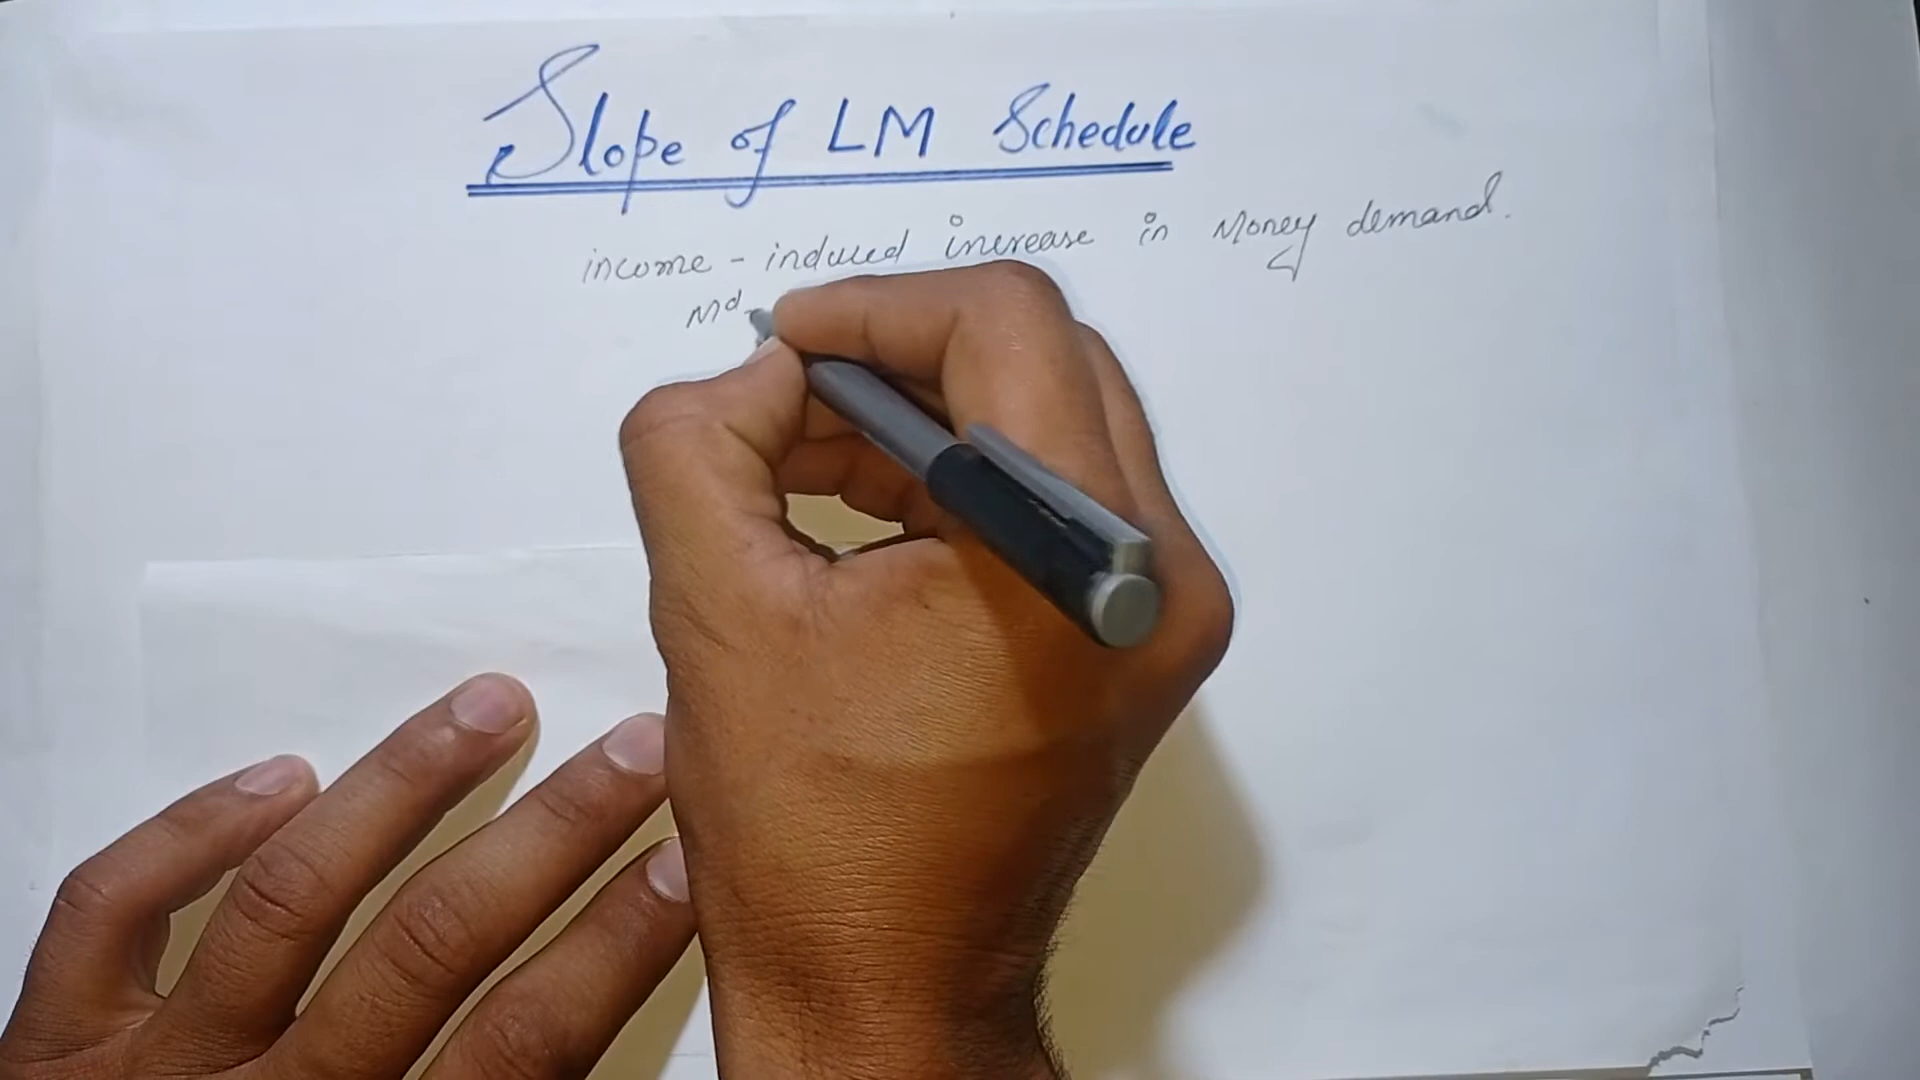 Slope of LM Schedule
income - induced increase in Money demand.
Md